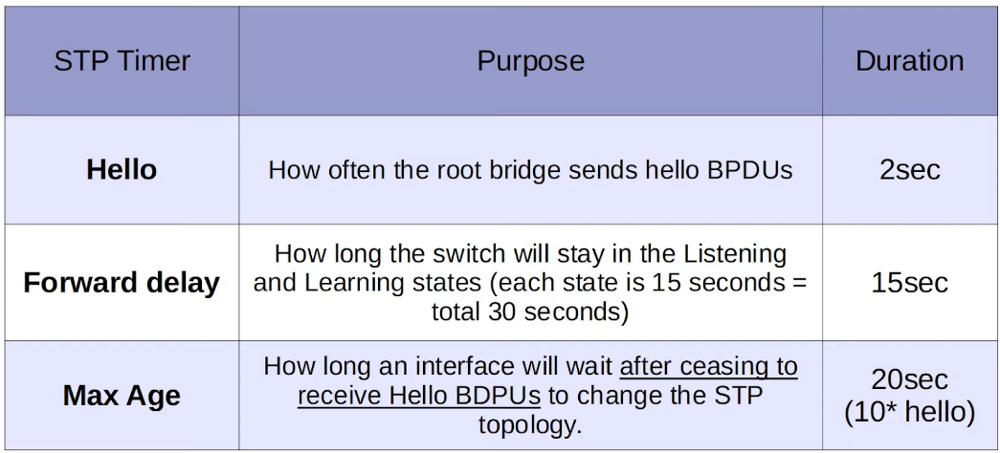 STP Timer
Purpose
Duration
Hello
How often the root bridge sends hello BPDUs
2sec
Forward delay
How long the switch will stay in the Listening
and Learning states (each state is 15 seconds =
total 30 seconds)
15sec
Max Age
How long an interface will wait after ceasing to
receive Hello BDPUs to change the STP
topology.
20sec
(10* hello)